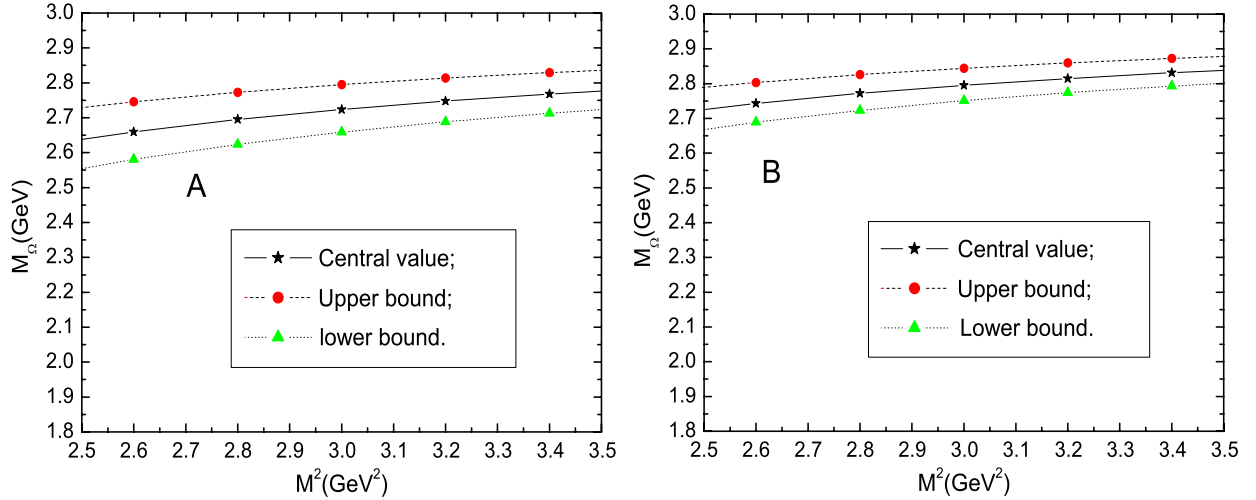 3.0
2.9
2.8
2.7
2.6
2.5
2.4
2.3
2.2
2.1
2.0
1.9
1.8
M_Ω(GeV)
A
Central value;
Upper bound;
lower bound.
2.5 2.6 2.7 2.8 2.9 3.0 3.1 3.2 3.3 3.4 3.5
M²(GeV²)
3.0
2.9
2.8
2.7
2.6
2.5
2.4
2.3
2.2
2.1
2.0
1.9
1.8
M_Ω(GeV)
B
Central value;
Upper bound;
Lower bound.
2.5 2.6 2.7 2.8 2.9 3.0 3.1 3.2 3.3 3.4 3.5
M²(GeV²)